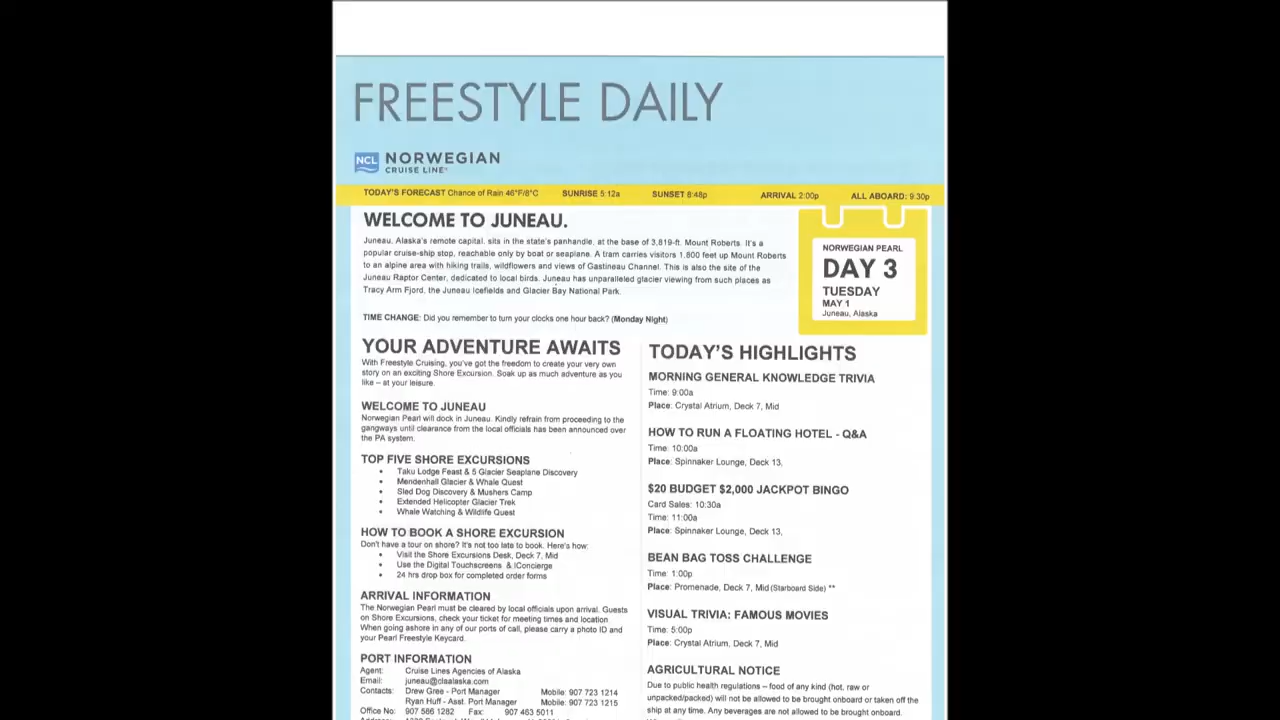 FREESTYLE DAILY
NCL NORWEGIAN
CRUISE LINE
TODAY'S FORECAST Chance of Rain 46°F/8°C SUNRISE 5:12a SUNSET 8:48p ARRIVAL 2:00p ALL ABOARD: 9:30p
WELCOME TO JUNEAU.
Juneau, Alaska's remote capital, sits in the state's panhandle, at the base of 3,819-ft. Mount Roberts. It's a
popular cruise-ship stop, reachable only by boat or seaplane. A tram carries visitors 1,800 feet up Mount Roberts
to an alpine area with hiking trails, wildflowers and views of Gastineau Channel. This is also the site of the
Juneau Raptor Center, dedicated to local birds. Juneau has unparalleled glacier viewing from such places as
Tracy Arm Fjord, the Juneau Icefields and Glacier Bay National Park.
TIME CHANGE: Did you remember to turn your clocks one hour back? (Monday Night)
NORWEGIAN PEARL
DAY 3
TUESDAY
MAY 1
Juneau, Alaska
YOUR ADVENTURE AWAITS
With Freestyle Cruising, you've got the freedom to create your very own
story on an exciting Shore Excursion. Soak up as much adventure as you
like – at your leisure.
WELCOME TO JUNEAU
Norwegian Pearl will dock in Juneau. Kindly refrain from proceeding to the
gangways until clearance from the local officials has been announced over
the PA system.
TOP FIVE SHORE EXCURSIONS
• Taku Lodge Feast & 5 Glacier Seaplane Discovery
• Mendenhall Glacier & Whale Quest
• Sled Dog Discovery & Mushers Camp
• Extended Helicopter Glacier Trek
• Whale Watching & Wildlife Quest
HOW TO BOOK A SHORE EXCURSION
Don't have a tour on shore? It's not too late to book. Here's how:
• Visit the Shore Excursions Desk, Deck 7, Mid
• Use the Digital Touchscreens & iConcierge
• 24 hrs drop box for completed order forms
ARRIVAL INFORMATION
The Norwegian Pearl must be cleared by local officials upon arrival. Guests
on Shore Excursions, check your ticket for meeting times and location
When going ashore in any of our ports of call, please carry a photo ID and
your Pearl Freestyle Keycard.
PORT INFORMATION
Agent: Cruise Lines Agencies of Alaska
Email: juneau@claalaska.com
Contacts: Drew Gree - Port Manager Mobile: 907 723 1214
Ryan Huff - Asst. Port Manager Mobile: 907 723 1215
Office No: 907 586 1282 Fax: 907 463 5011
TODAY'S HIGHLIGHTS
MORNING GENERAL KNOWLEDGE TRIVIA
Time: 9:00a
Place: Crystal Atrium, Deck 7, Mid
HOW TO RUN A FLOATING HOTEL - Q&A
Time: 10:00a
Place: Spinnaker Lounge, Deck 13,
$20 BUDGET $2,000 JACKPOT BINGO
Card Sales: 10:30a
Time: 11:00a
Place: Spinnaker Lounge, Deck 13,
BEAN BAG TOSS CHALLENGE
Time: 1:00p
Place: Promenade, Deck 7, Mid (Starboard Side) **
VISUAL TRIVIA: FAMOUS MOVIES
Time: 5:00p
Place: Crystal Atrium, Deck 7, Mid
AGRICULTURAL NOTICE
Due to public health regulations – food of any kind (hot, raw or
unpacked/packed) will not be allowed to be brought onboard or taken off the
ship at any time. Any beverages are not allowed to be brought onboard.